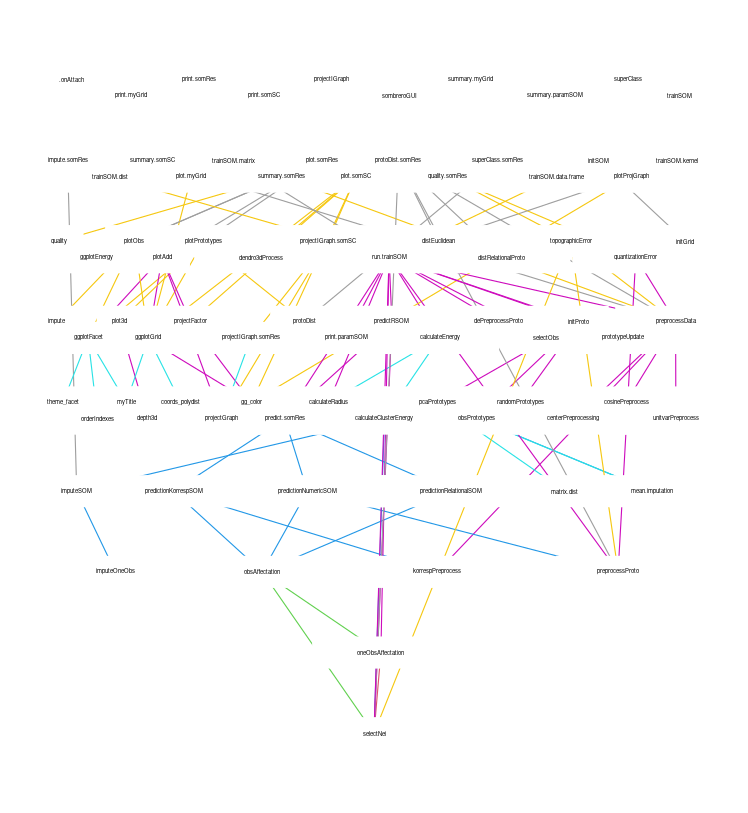 .onAttach print.somRes projectIGraph summary.myGrid superClass
print.myGrid print.somSC sombreroGUI summary.paramSOM trainSOM
impute.somRes summary.somSC trainSOM.matrix plot.somRes protoDist.somRes superClass.somRes initSOM trainSOM.kernel
trainSOM.dist plot.myGrid summary.somRes plot.somSC quality.somRes trainSOM.data.frame plotProjGraph
quality plotObs plotPrototypes projectIGraph.somSC distEuclidean topographicError initGrid
ggplotEnergy plotAdd dendro3dProcess run.trainSOM distRelationalProto quantizationError
impute plot3d projectFactor protoDist predictRSOM dePreprocessProto initProto preprocessData
ggplotFacet ggplotGrid projectIGraph.somRes print.paramSOM calculateEnergy selectObs prototypeUpdate
theme_facet myTitle coords_polydist gg_color calculateRadius pcaPrototypes randomPrototypes cosinePreprocess
orderIndexes depth3d projectGraph predict.somRes calculateClusterEnergy obsPrototypes centerPreprocessing unitvarPreprocess
imputeSOM predictionKorrespSOM predictionNumericSOM predictionRelationalSOM matrix.dist mean.imputation
imputeOneObs obsAffectation korrespPreprocess preprocessProto
oneObsAffectation
selectNei